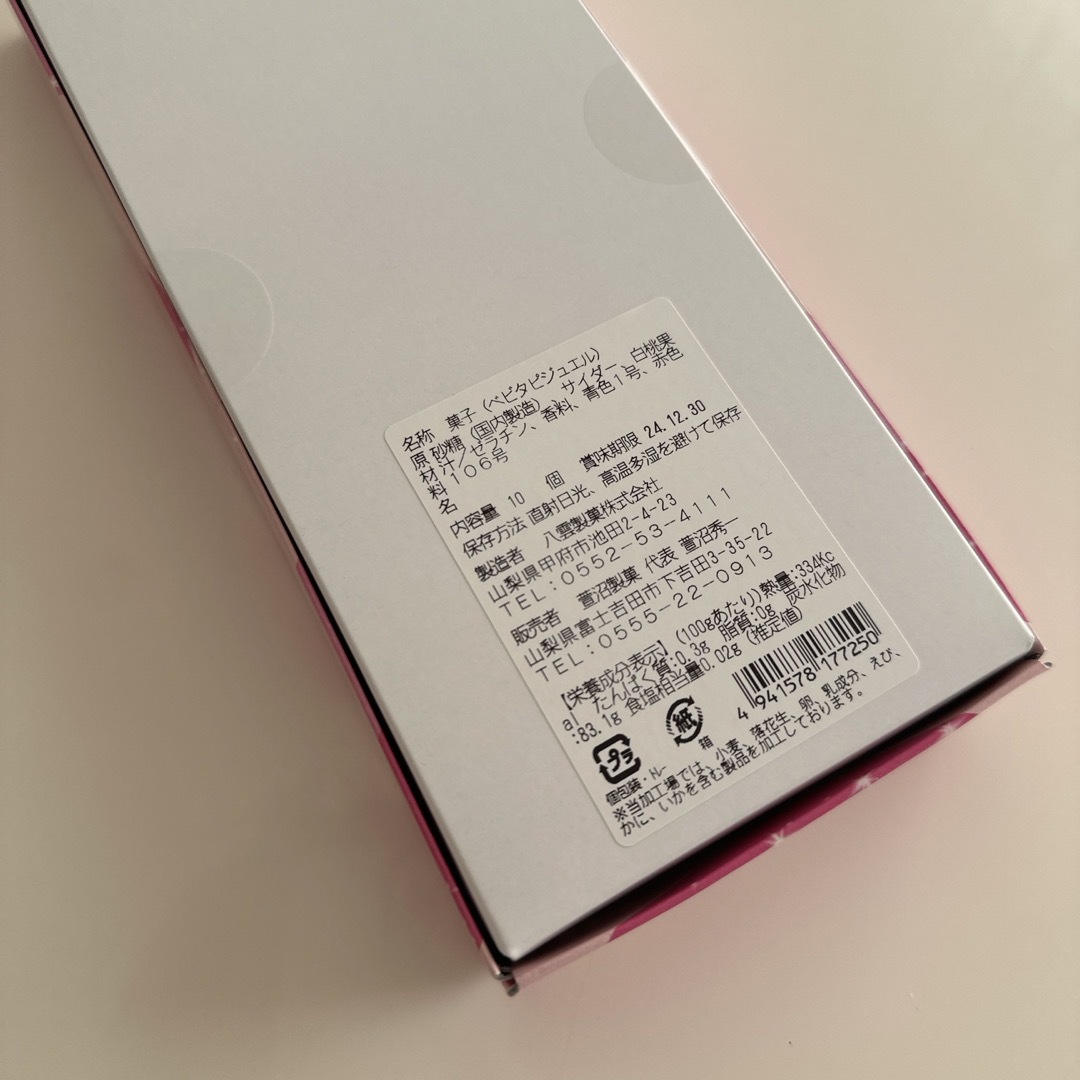 名称 菓子(ベビタピジュエル)
原 砂糖(国内製造)、サイダー、白桃果
材 汁/ゼラチン、香料、青色1号、赤色
料 106号
名
内容量 10 個 賞味期限 24.12.30
保存方法 直射日光、高温多湿を避けて保存
製造者 八雲製菓株式会社
山梨県甲府市池田2-4-23
TEL:0552-53-4111
販売者 萱沼製菓 代表 萱沼秀一
山梨県富士吉田市下吉田3-35-22
TEL:0555-22-0913
【栄養成分表示】(100gあたり)熱量:334Kc
al たんぱく質:0.3g 脂質:0g 炭水化物
:83.1g 食塩相当量0.02g (推定値)
4 941578 177250
プラ 紙
個包装・トレー 箱
※当加工場では、小麦、落花生、卵、乳成分、えび、
かに、いかを含む製品を加工しております。